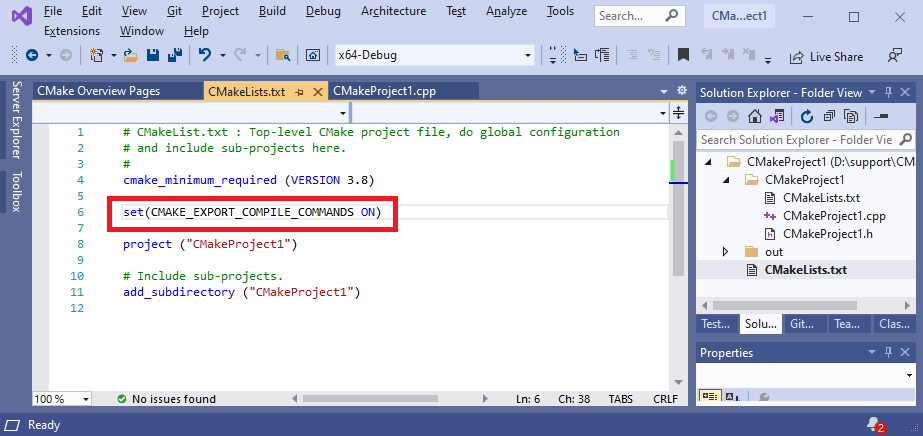 File Edit View Git Project Debug Architecture Test Analyze Tools Search... CMa...ect1
Extensions Window Help
x64-Debug Live Share
Server Explorer
Toolbox
CMake Overview Pages CMakeLists.txt CMakeProject1.cpp
1 # CMakeList.txt : Top-level CMake project file, do global configuration
2 # and include sub-projects here.
3 #
4 cmake_minimum_required (VERSION 3.8)
5
6 set(CMAKE_EXPORT_COMPILE_COMMANDS ON)
7
8 project ("CMakeProject1")
9
10 # Include sub-projects.
11 add_subdirectory ("CMakeProject1")
12
100 % No issues found Ln: 6 Ch: 38 TABS CRLF
Solution Explorer - Folder View
Search Solution Explorer - Folder Vie
CMakeProject1 (D:\support\CM
CMakeProject1
CMakeLists.txt
CMakeProject1.cpp
CMakeProject1.h
out
CMakeLists.txt
Test... Solu... Git... Tea... Clas...
Properties
Ready 2